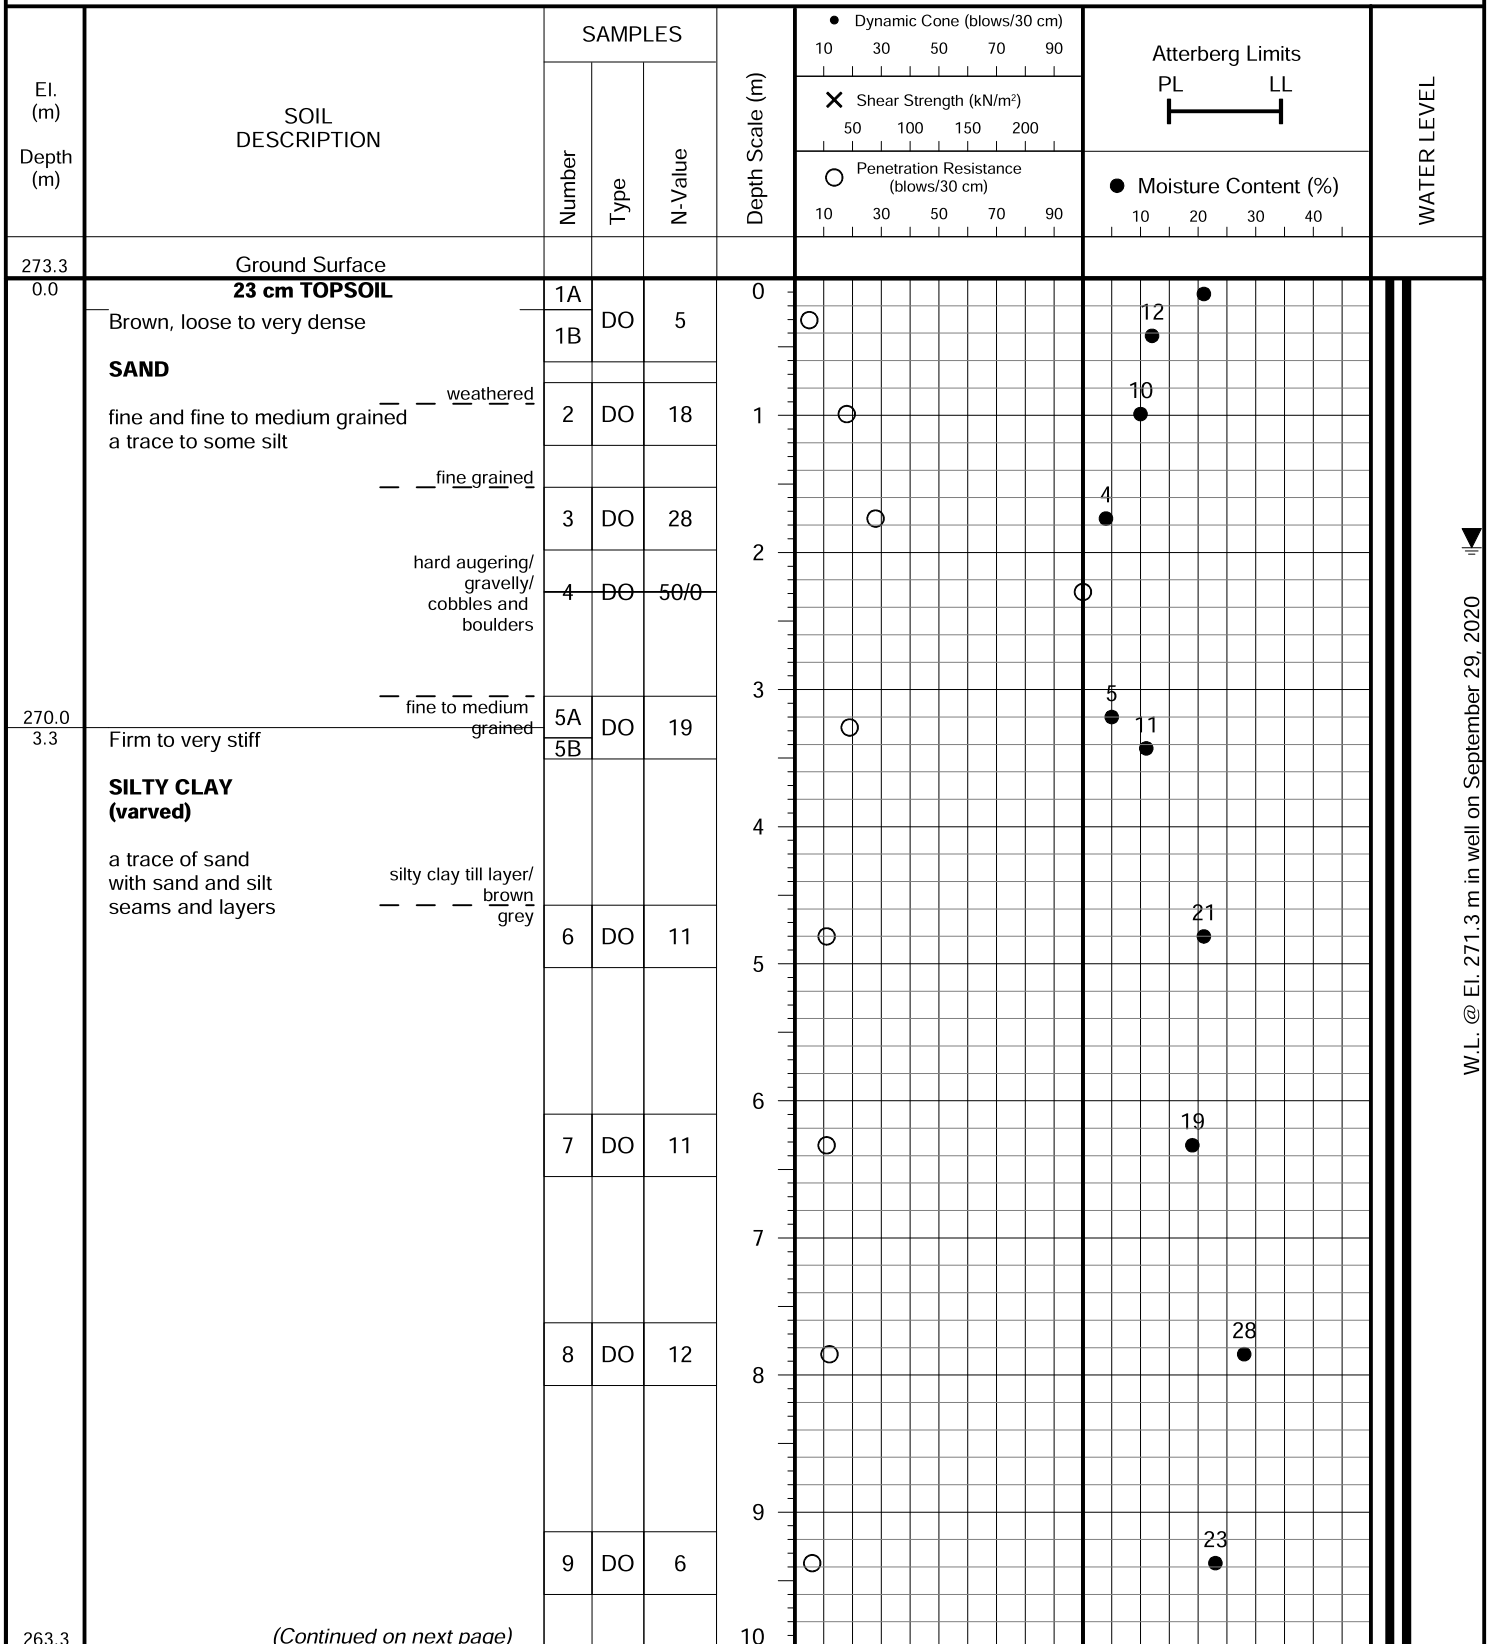 El.
(m)
Depth
(m)
SOIL
DESCRIPTION
SAMPLES
Number
Type
N-Value
Depth Scale (m)
Dynamic Cone (blows/30 cm)
10 30 50 70 90
Shear Strength (kN/m²)
50 100 150 200
Penetration Resistance
(blows/30 cm)
10 30 50 70 90
Atterberg Limits
PL LL
Moisture Content (%)
10 20 30 40
WATER LEVEL
273.3 Ground Surface
0.0 23 cm TOPSOIL 1A 0
Brown, loose to very dense DO 5 12
1B
SAND
weathered 10
fine and fine to medium grained 2 DO 18 1
a trace to some silt
fine grained 4
3 DO 28
2
hard augering/
gravelly/
4 DO 50/0
cobbles and
boulders
3 5
fine to medium
270.0 5A 11
grained DO 19
3.3 Firm to very stiff 5B
SILTY CLAY
(varved)
4
a trace of sand
silty clay till layer/
with sand and silt
brown
seams and layers 21
grey
6 DO 11
5
6
19
7 DO 11
7
28
8 DO 12
8
9
23
9 DO 6
263.3 (Continued on next page) 10
W.L. @ El. 271.3 m in well on September 29, 2020